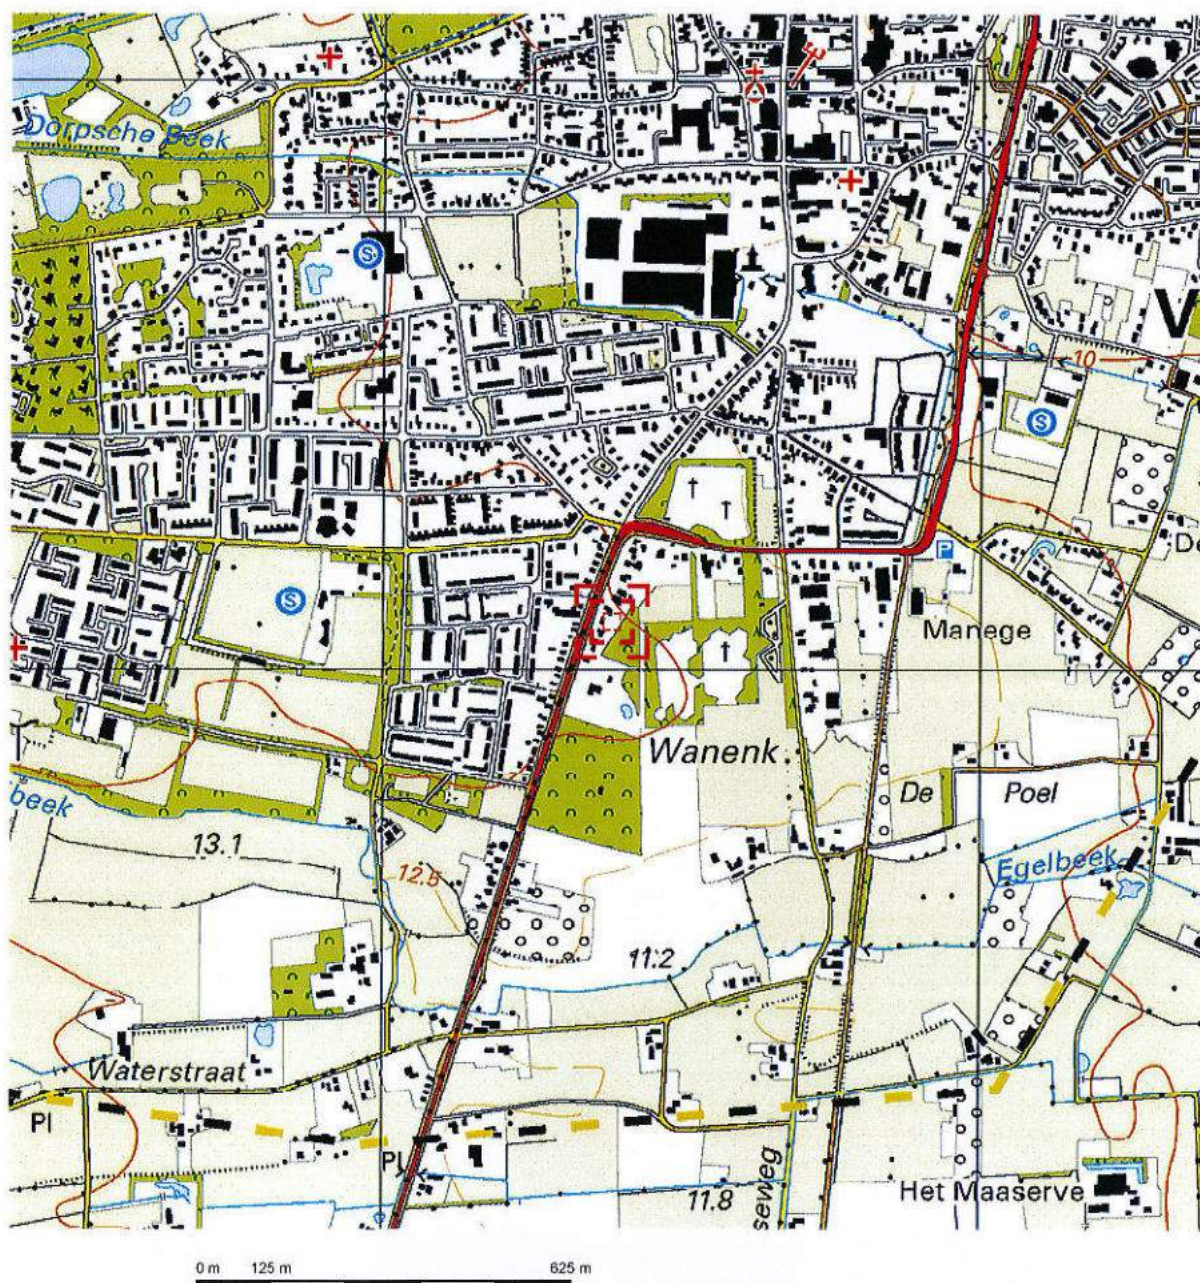 Dorpsche Beek
S
V
10
S
P
De
S
Manege
Wanenk
De Poel
beek
13.1
12.5
Egelbeek
11.2
Waterstraat
Pl
Pl
11.8
seweg
Het Maaserve
0 m 125 m 625 m